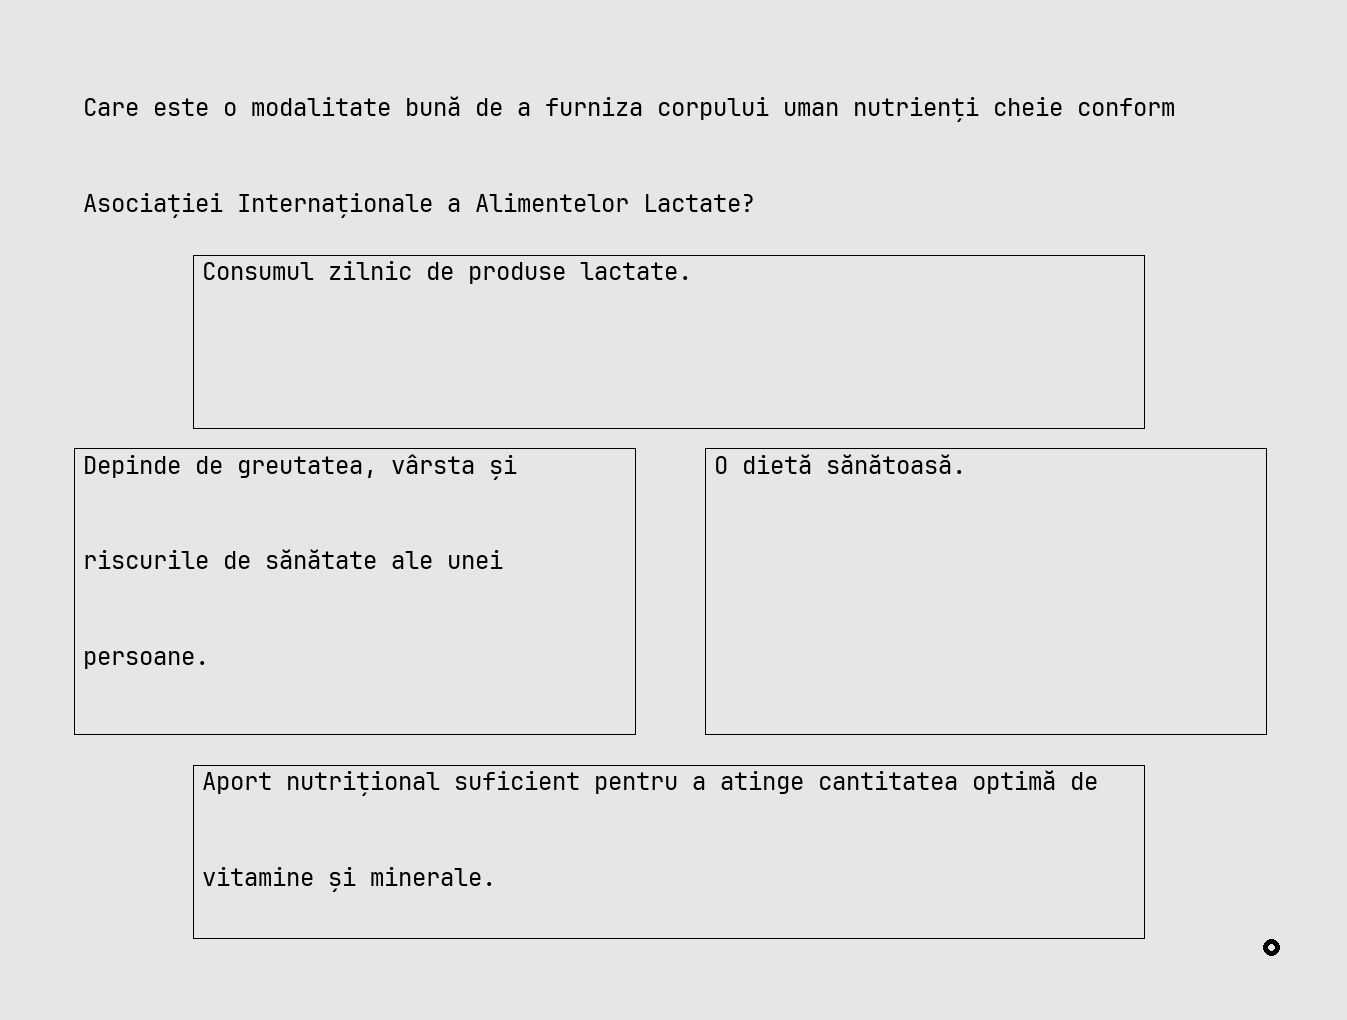 Care este o modalitate bună de a furniza corpului uman nutrienți cheie conform
Asociației Internaționale a Alimentelor Lactate?
Consumul zilnic de produse lactate.
Depinde de greutatea, vârsta și
riscurile de sănătate ale unei
persoane.
O dietă sănătoasă.
Aport nutrițional suficient pentru a atinge cantitatea optimă de
vitamine și minerale.